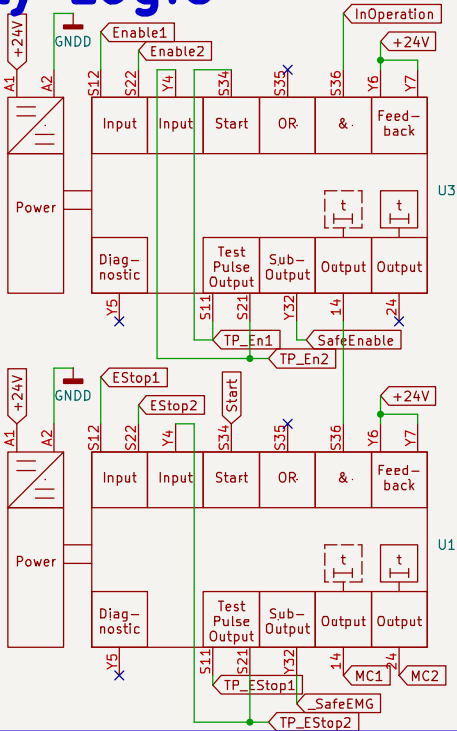 +24V
GNDD
Enable1
Enable2
InOperation
+24V
A1
A2
S12
S22
Y4
S34
S35
S36
Y6
Y7
Input
Input
Start
OR
&
Feed-
back
U3
Power
t
t
Diag-
nostic
Test
Pulse
Output
Sub-
Output
Output
Output
Y5
S11
S21
Y32
14
24
TP_En1
SafeEnable
TP_En2
+24V
GNDD
EStop1
EStop2
Start
+24V
A1
A2
S12
S22
Y4
S34
S35
S36
Y6
Y7
Input
Input
Start
OR
&
Feed-
back
U1
Power
t
t
Diag-
nostic
Test
Pulse
Output
Sub-
Output
Output
Output
Y5
S11
S21
Y32
14
24
TP_EStop1
MC1
MC2
_SafeEMG
TP_EStop2